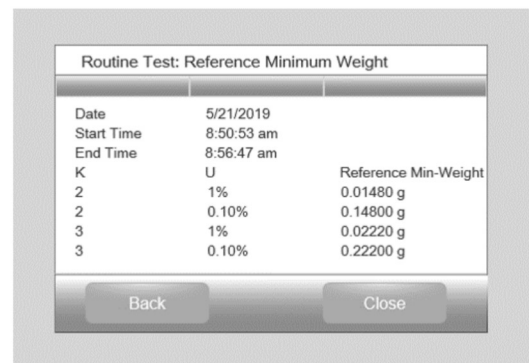 Routine Test: Reference Minimum Weight
Date 5/21/2019
Start Time 8:50:53 am
End Time 8:56:47 am
K U Reference Min-Weight
2 1% 0.01480 g
2 0.10% 0.14800 g
3 1% 0.02220 g
3 0.10% 0.22200 g
Back Close